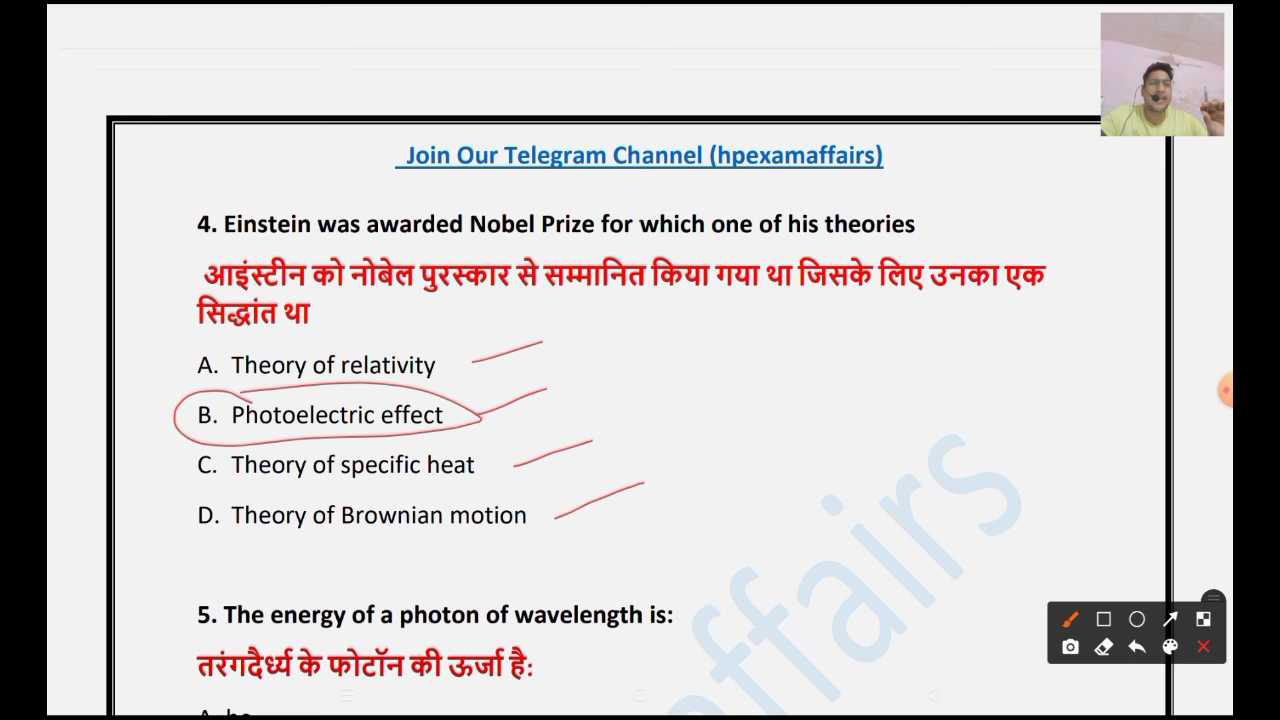 Join Our Telegram Channel (hpexamaffairs)
4. Einstein was awarded Nobel Prize for which one of his theories
आइंस्टीन को नोबेल पुरस्कार से सम्मानित किया गया था जिसके लिए उनका एक
सिद्धांत था
A. Theory of relativity
B. Photoelectric effect
C. Theory of specific heat
D. Theory of Brownian motion
5. The energy of a photon of wavelength is:
तरंगदैर्ध्य के फोटॉन की ऊर्जा है:
ffairs